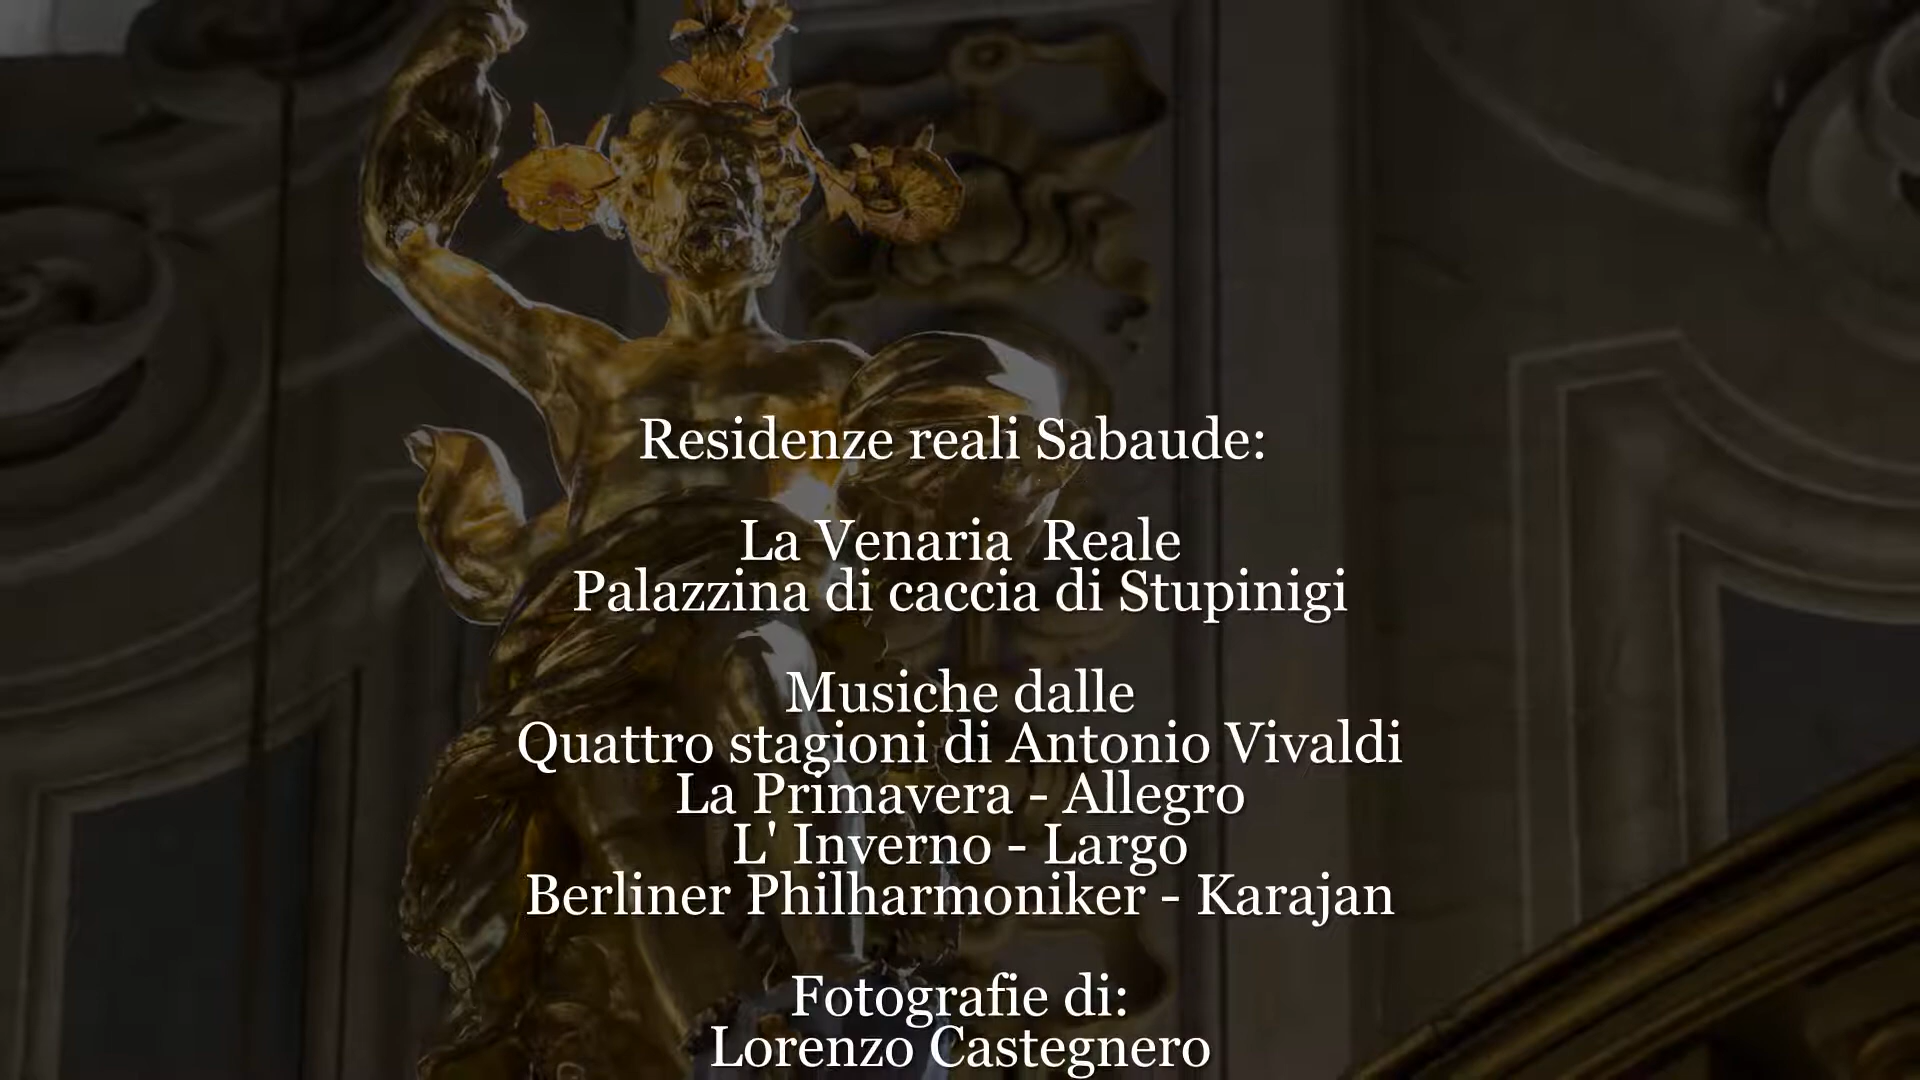 Residenze reali Sabaude:
La Venaria  Reale
Palazzina di caccia di Stupinigi
Musiche dalle
Quattro stagioni di Antonio Vivaldi
La Primavera - Allegro
L' Inverno - Largo
Berliner Philharmoniker - Karajan
Fotografie di:
Lorenzo Castegnero